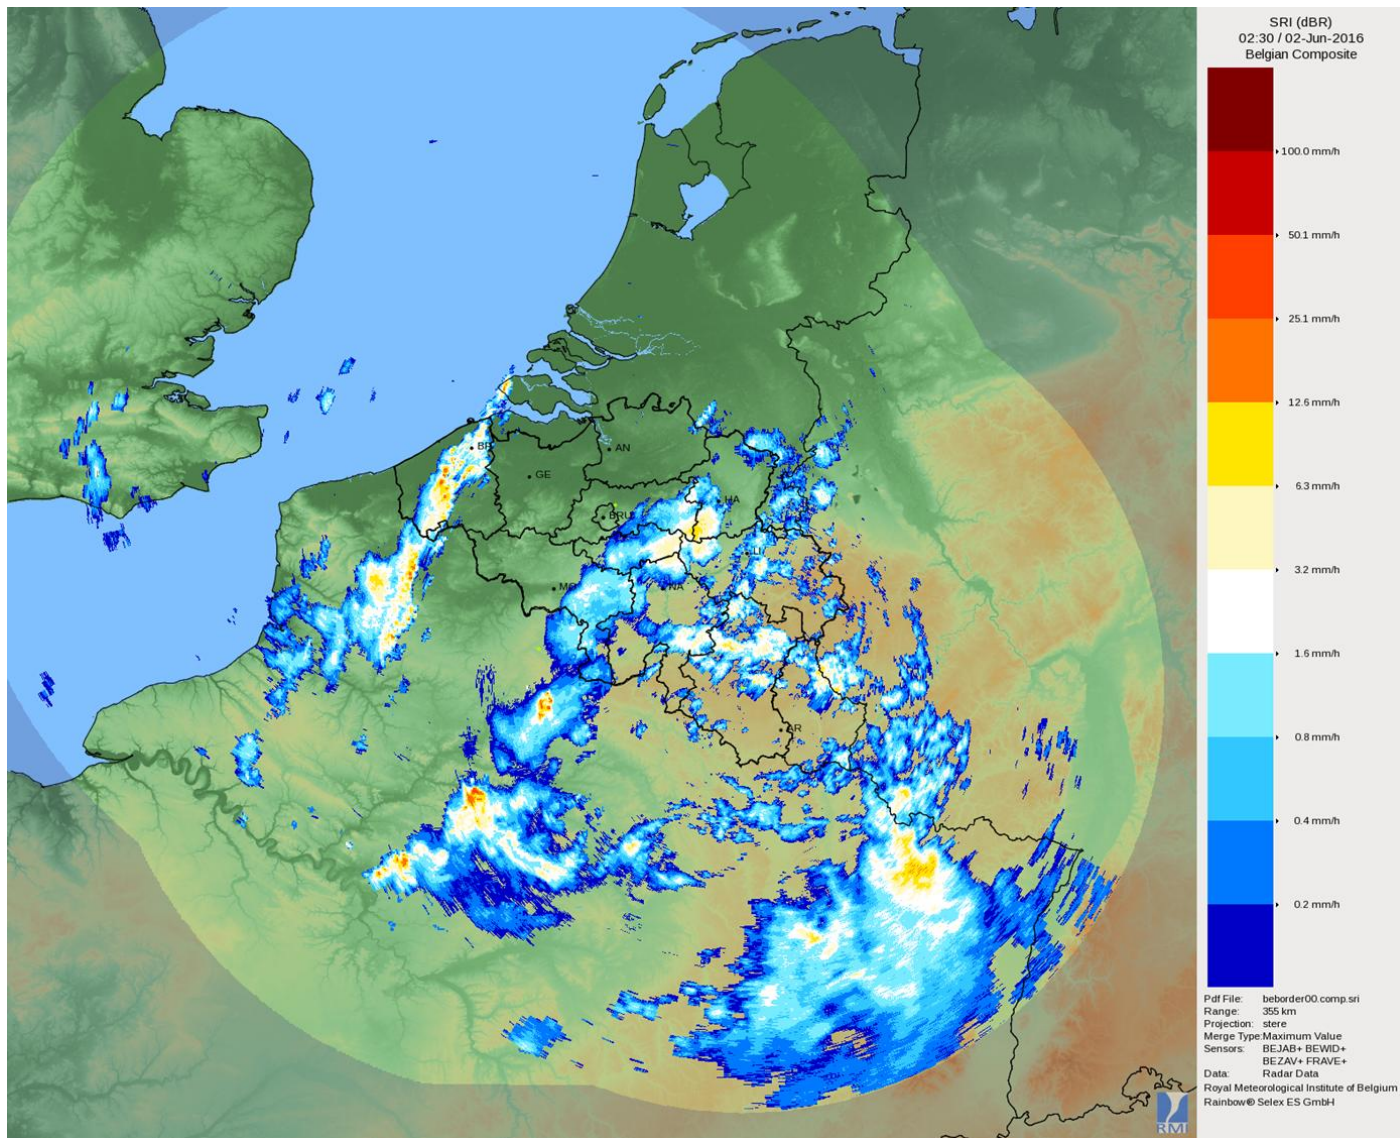 SRI (dBR)
02:30 / 02-Jun-2016
Belgian Composite
100.0 mm/h
50.1 mm/h
25.1 mm/h
12.6 mm/h
6.3 mm/h
3.2 mm/h
1.6 mm/h
0.8 mm/h
0.4 mm/h
0.2 mm/h
Pdf File: beborder00.comp.sri
Range: 355 km
Projection: stere
Merge Type:Maximum Value
Sensors: BEJAB+ BEWID+
BEZAV+ FRAVE+
Data: Radar Data
Royal Meteorological Institute of Belgium
Rainbow® Selex ES GmbH
BR
AN
GE
HA
BRU
LI
NA
AR
RMI